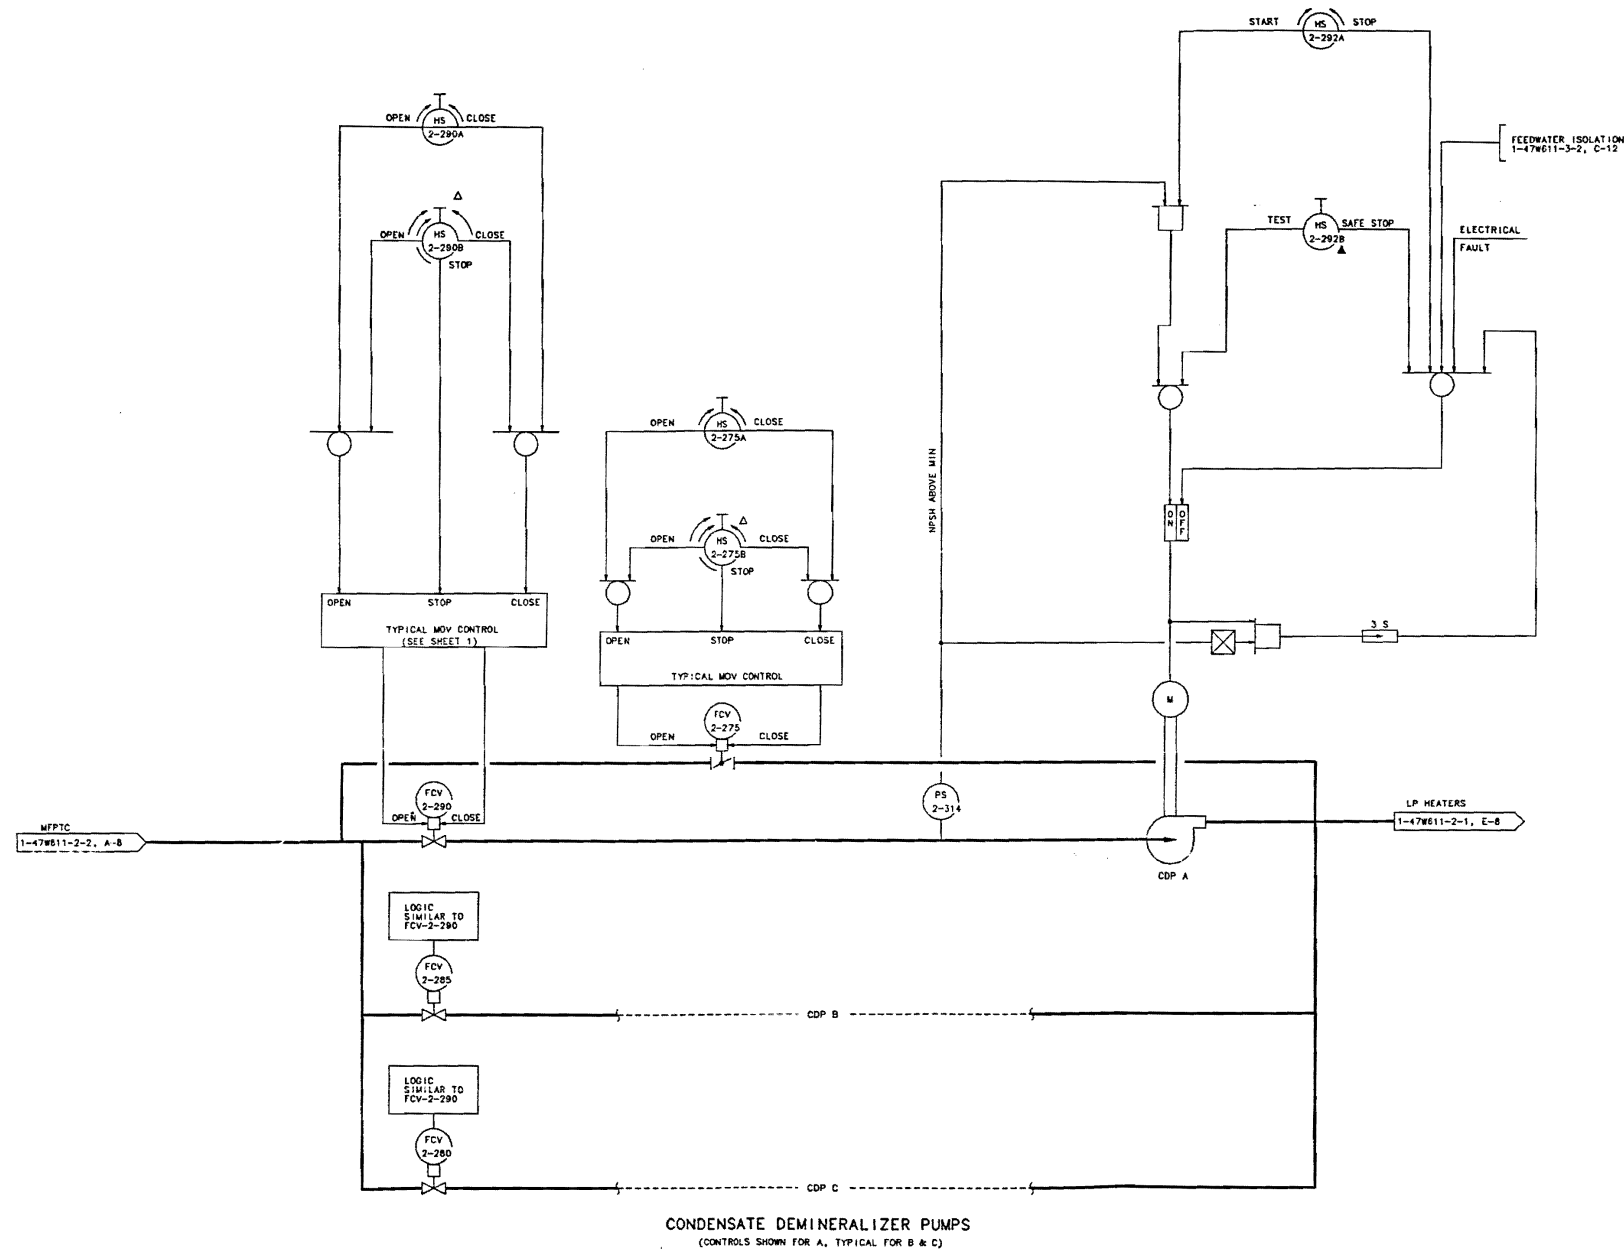 START
HS
2-292A
STOP
OPEN
HS
2-290A
CLOSE
FEEDWATER ISOLATION
1-47W611-3-2, C-12
OPEN
HS
2-290B
CLOSE
STOP
TEST
HS
2-292B
SAFE STOP
ELECTRICAL
FAULT
OPEN
HS
2-275A
CLOSE
NPSH ABOVE MIN
OPEN
HS
2-275B
CLOSE
STOP
ON
OFF
OPEN
STOP
CLOSE
TYPICAL MOV CONTROL
(SEE SHEET 1)
OPEN
STOP
CLOSE
TYPICAL MOV CONTROL
3 S
M
FCV
2-275
OPEN
CLOSE
FCV
2-290
OPEN
CLOSE
PS
2-314
MFPTC
1-47W611-2-2, A-8
LP HEATERS
1-47W611-2-1, E-8
CDP A
LOGIC
SIMILAR TO
FCV-2-290
FCV
2-285
CDP B
LOGIC
SIMILAR TO
FCV-2-290
FCV
2-280
CDP C
CONDENSATE DEMINERALIZER PUMPS
(CONTROLS SHOWN FOR A, TYPICAL FOR B & C)